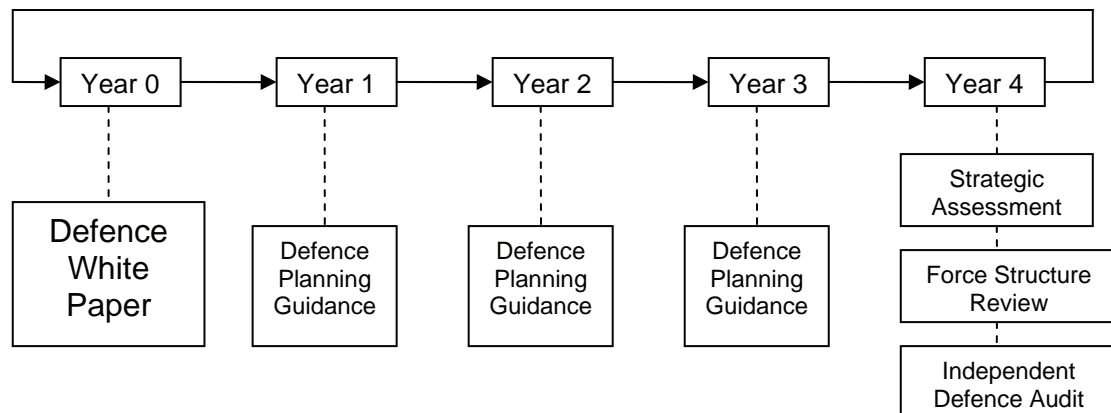 Year 0
Year 1
Year 2
Year 3
Year 4
Defence
White
Paper
Defence
Planning
Guidance
Defence
Planning
Guidance
Defence
Planning
Guidance
Strategic
Assessment
Force Structure
Review
Independent
Defence Audit